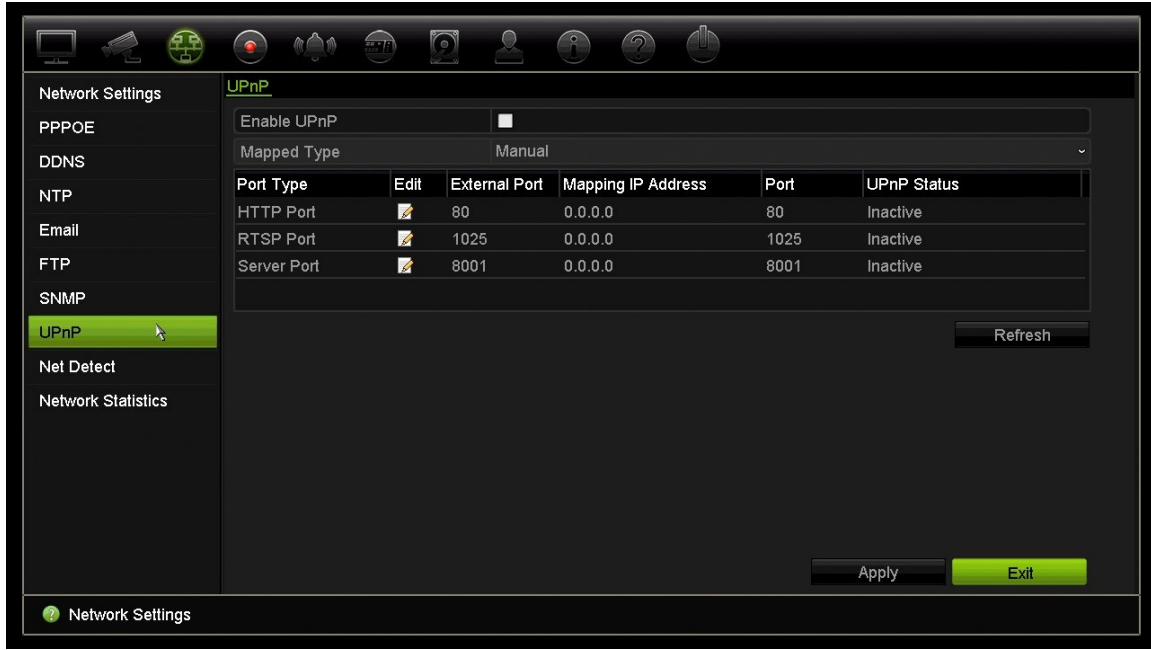 Network Settings
PPPOE
DDNS
NTP
Email
FTP
SNMP
UPnP
Net Detect
Network Statistics
UPnP
Enable UPnP
Mapped Type Manual
Port Type Edit External Port Mapping IP Address Port UPnP Status
HTTP Port 80 0.0.0.0 80 Inactive
RTSP Port 1025 0.0.0.0 1025 Inactive
Server Port 8001 0.0.0.0 8001 Inactive
Refresh
Apply Exit
? Network Settings